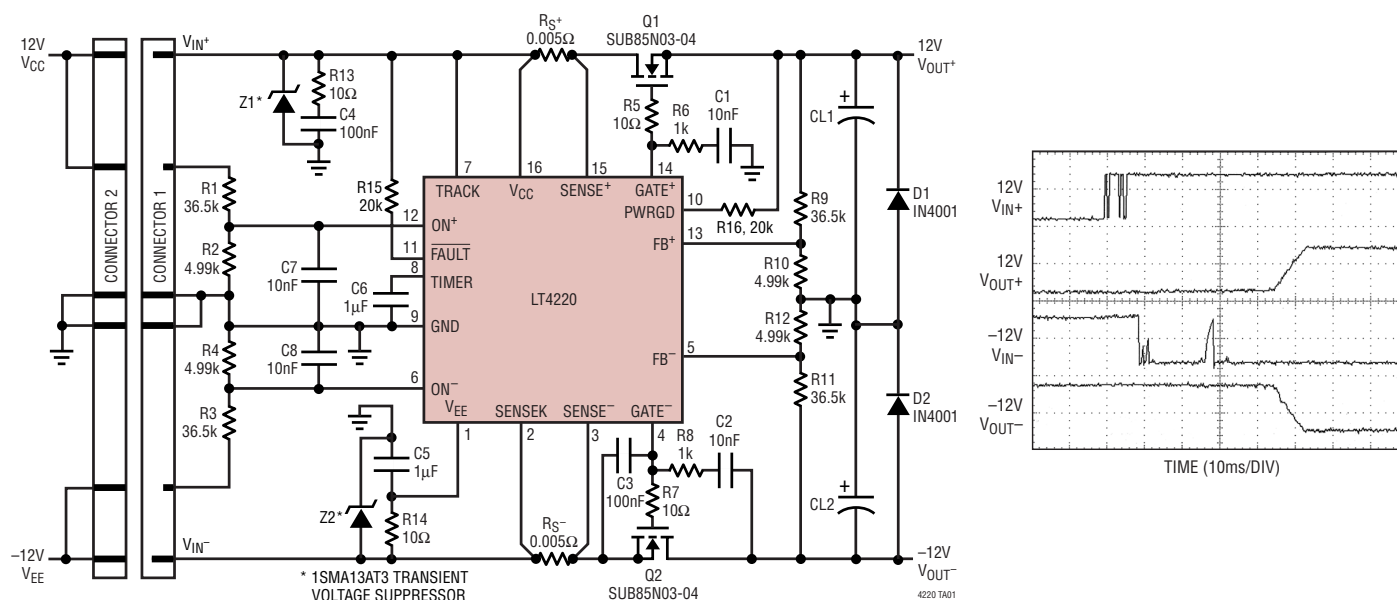 12V
VCC
CONNECTOR 2
CONNECTOR 1
VIN+
Z1*
R13
10Ω
C4
100nF
RS+
0.005Ω
Q1
SUB85N03-04
12V
VOUT+
R5
10Ω
R6
1k
C1
10nF
CL1
+
D1
IN4001
R1
36.5k
R2
4.99k
R15
20k
C7
10nF
C6
1µF
C8
10nF
R4
4.99k
R3
36.5k
7
16
15
14
TRACK
VCC
SENSE+
GATE+
10
PWRGD
R16, 20k
12
ON+
13
FB+
11
FAULT
8
TIMER
LT4220
9
GND
5
FB–
6
ON–
VEE
SENSEK
SENSE–
GATE–
1
2
3
4
R9
36.5k
R10
4.99k
R12
4.99k
R11
36.5k
D2
IN4001
CL2
+
C5
1µF
Z2*
R14
10Ω
C3
100nF
R8
1k
C2
10nF
R7
10Ω
RS–
0.005Ω
Q2
SUB85N03-04
–12V
VEE
VIN–
–12V
VOUT–
* 1SMA13AT3 TRANSIENT
VOLTAGE SUPPRESSOR
4220 TA01
12V
VIN+
12V
VOUT+
–12V
VIN–
–12V
VOUT–
TIME (10ms/DIV)